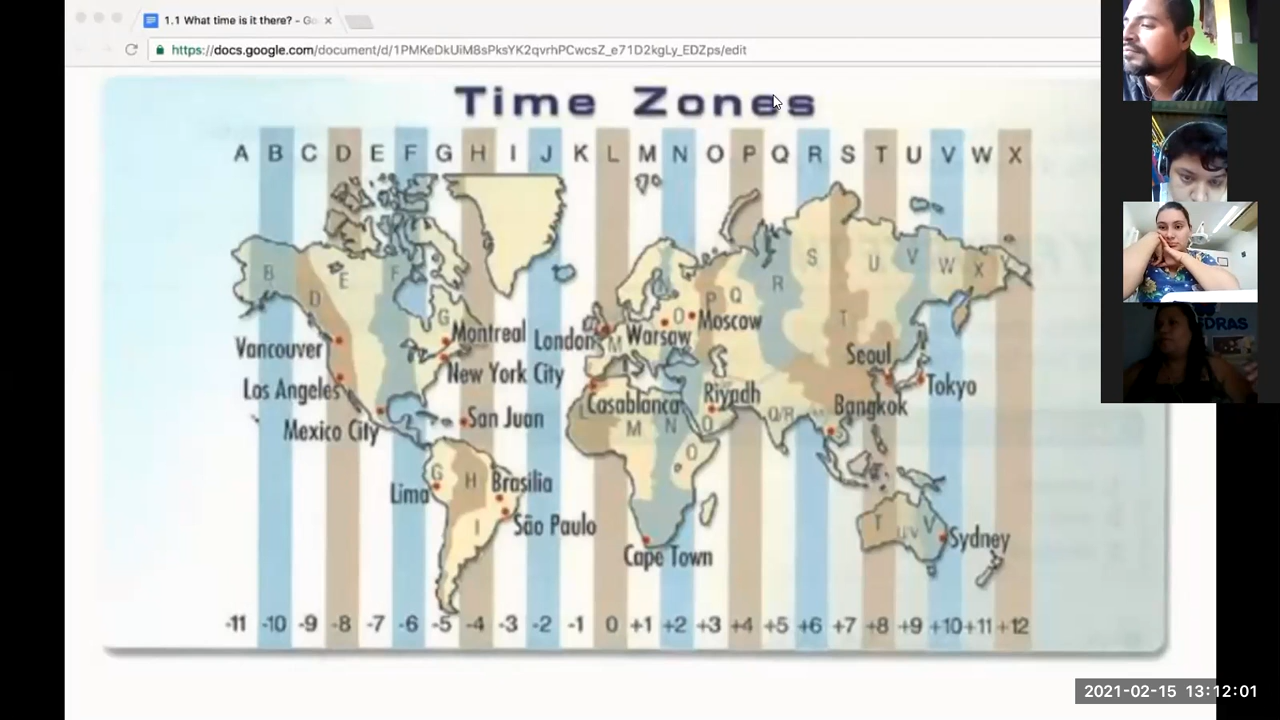 1.1 What time is it there? - Go
https://docs.google.com/document/d/1PMKeDkUiM8sPksYK2qvrhPCwcsZ_e71D2kgLy_EDZps/edit
Time Zones
A B C D E F G H I J K L M N O P Q R S T U V W X
B D E F G M N O P Q R S T U V W X
Vancouver
Montreal
London
Warsaw
Moscow
Los Angeles
New York City
Seoul
Tokyo
Mexico City
San Juan
Casablanca
Riyadh
Bangkok
M N O O Q/R
Lima
G H
Brasilia
São Paulo
I
Cape Town
T U V V
Sydney
-11 -10 -9 -8 -7 -6 -5 -4 -3 -2 -1 0 +1 +2 +3 +4 +5 +6 +7 +8 +9 +10 +11 +12
DRAS
2021-02-15 13:12:01